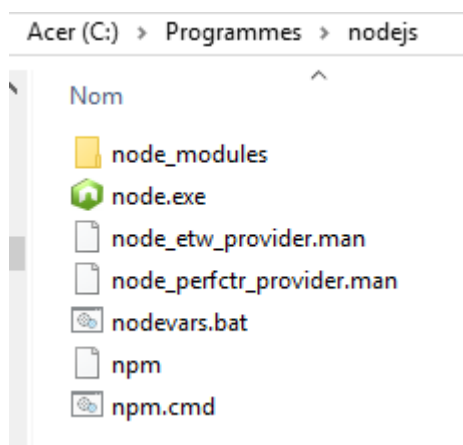 Acer (C:) > Programmes > nodejs
Nom
node_modules
node.exe
node_etw_provider.man
node_perfctr_provider.man
nodevars.bat
npm
npm.cmd